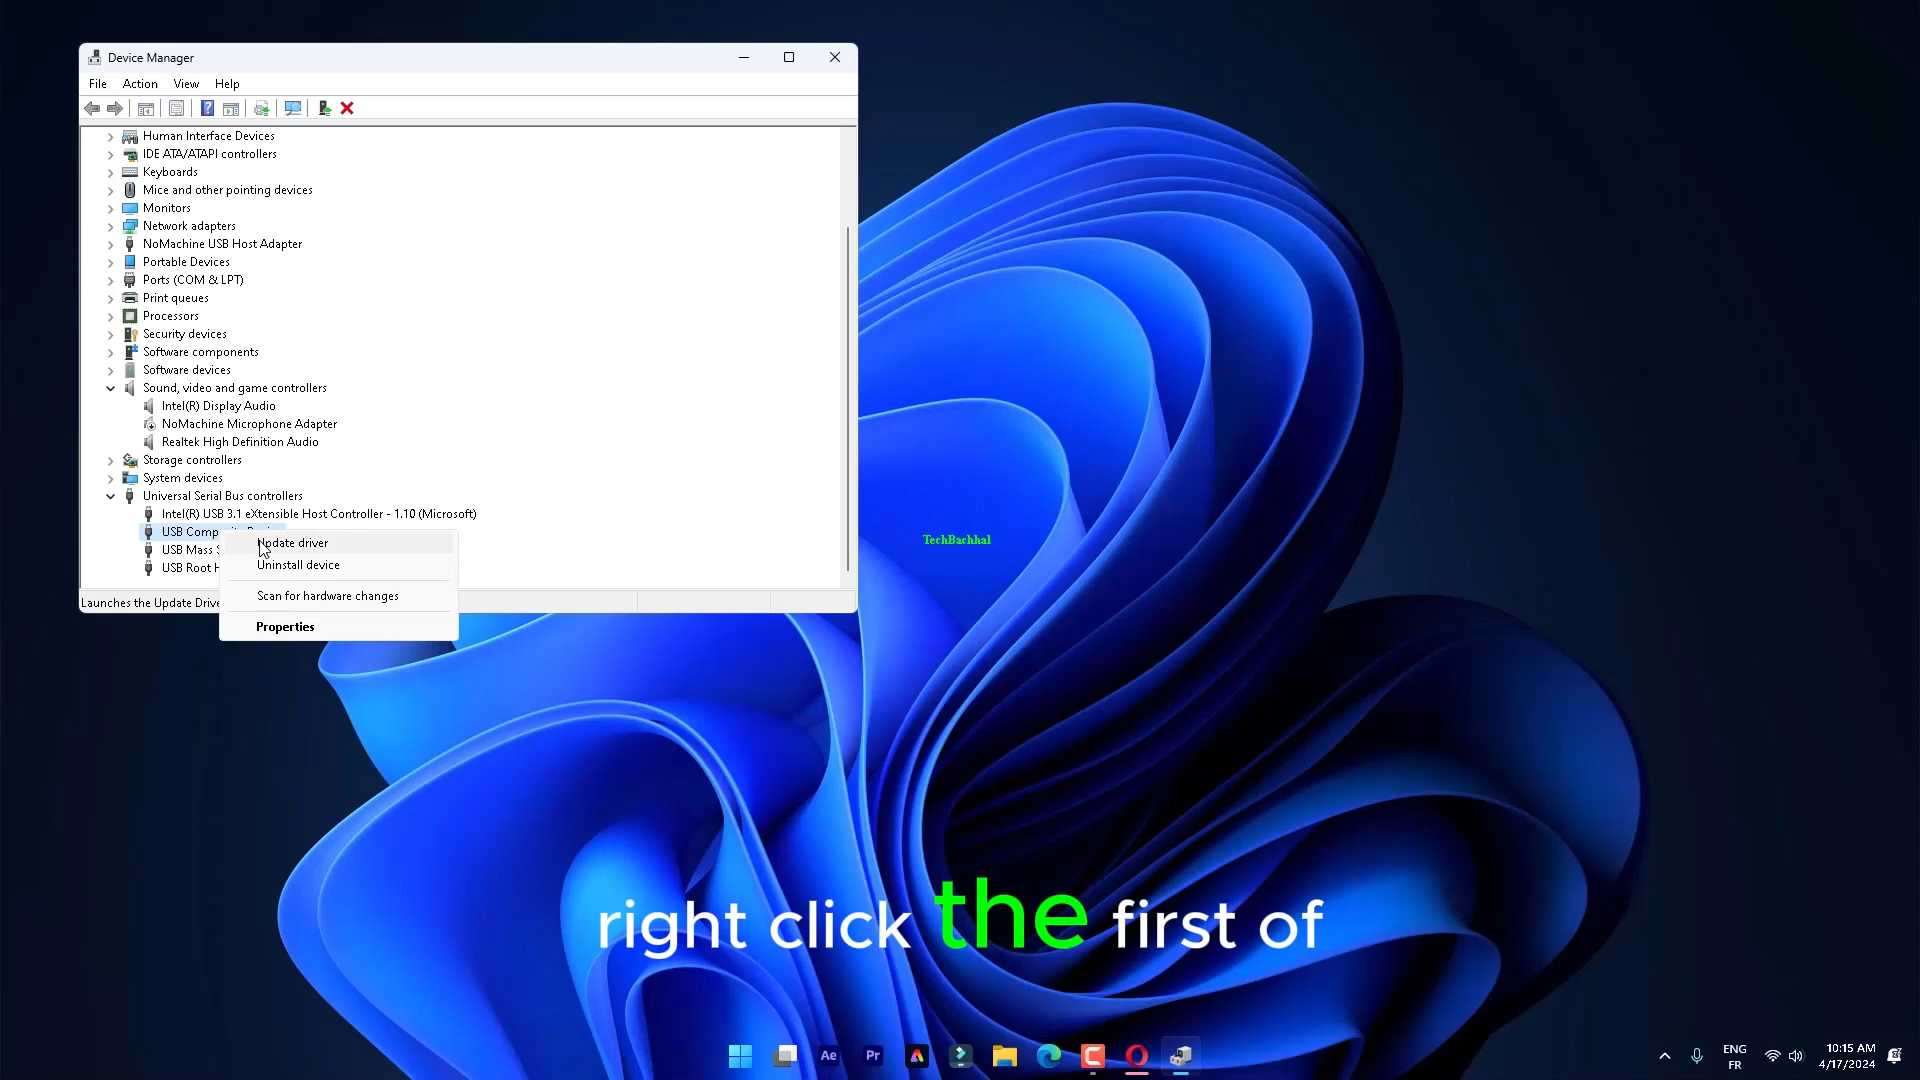 Device Manager
File Action View Help
Human Interface Devices
IDE ATA/ATAPI controllers
Keyboards
Mice and other pointing devices
Monitors
Network adapters
NoMachine USB Host Adapter
Portable Devices
Ports (COM & LPT)
Print queues
Processors
Security devices
Software components
Software devices
Sound, video and game controllers
Intel(R) Display Audio
NoMachine Microphone Adapter
Realtek High Definition Audio
Storage controllers
System devices
Universal Serial Bus controllers
Intel(R) USB 3.1 eXtensible Host Controller - 1.10 (Microsoft)
USB Comp
USB Mass S
USB Root H
Update driver
Uninstall device
Scan for hardware changes
Properties
Launches the Update Drive
TechBachhal
right click the first of
Ae Pr
ENG
FR
10:15 AM
4/17/2024